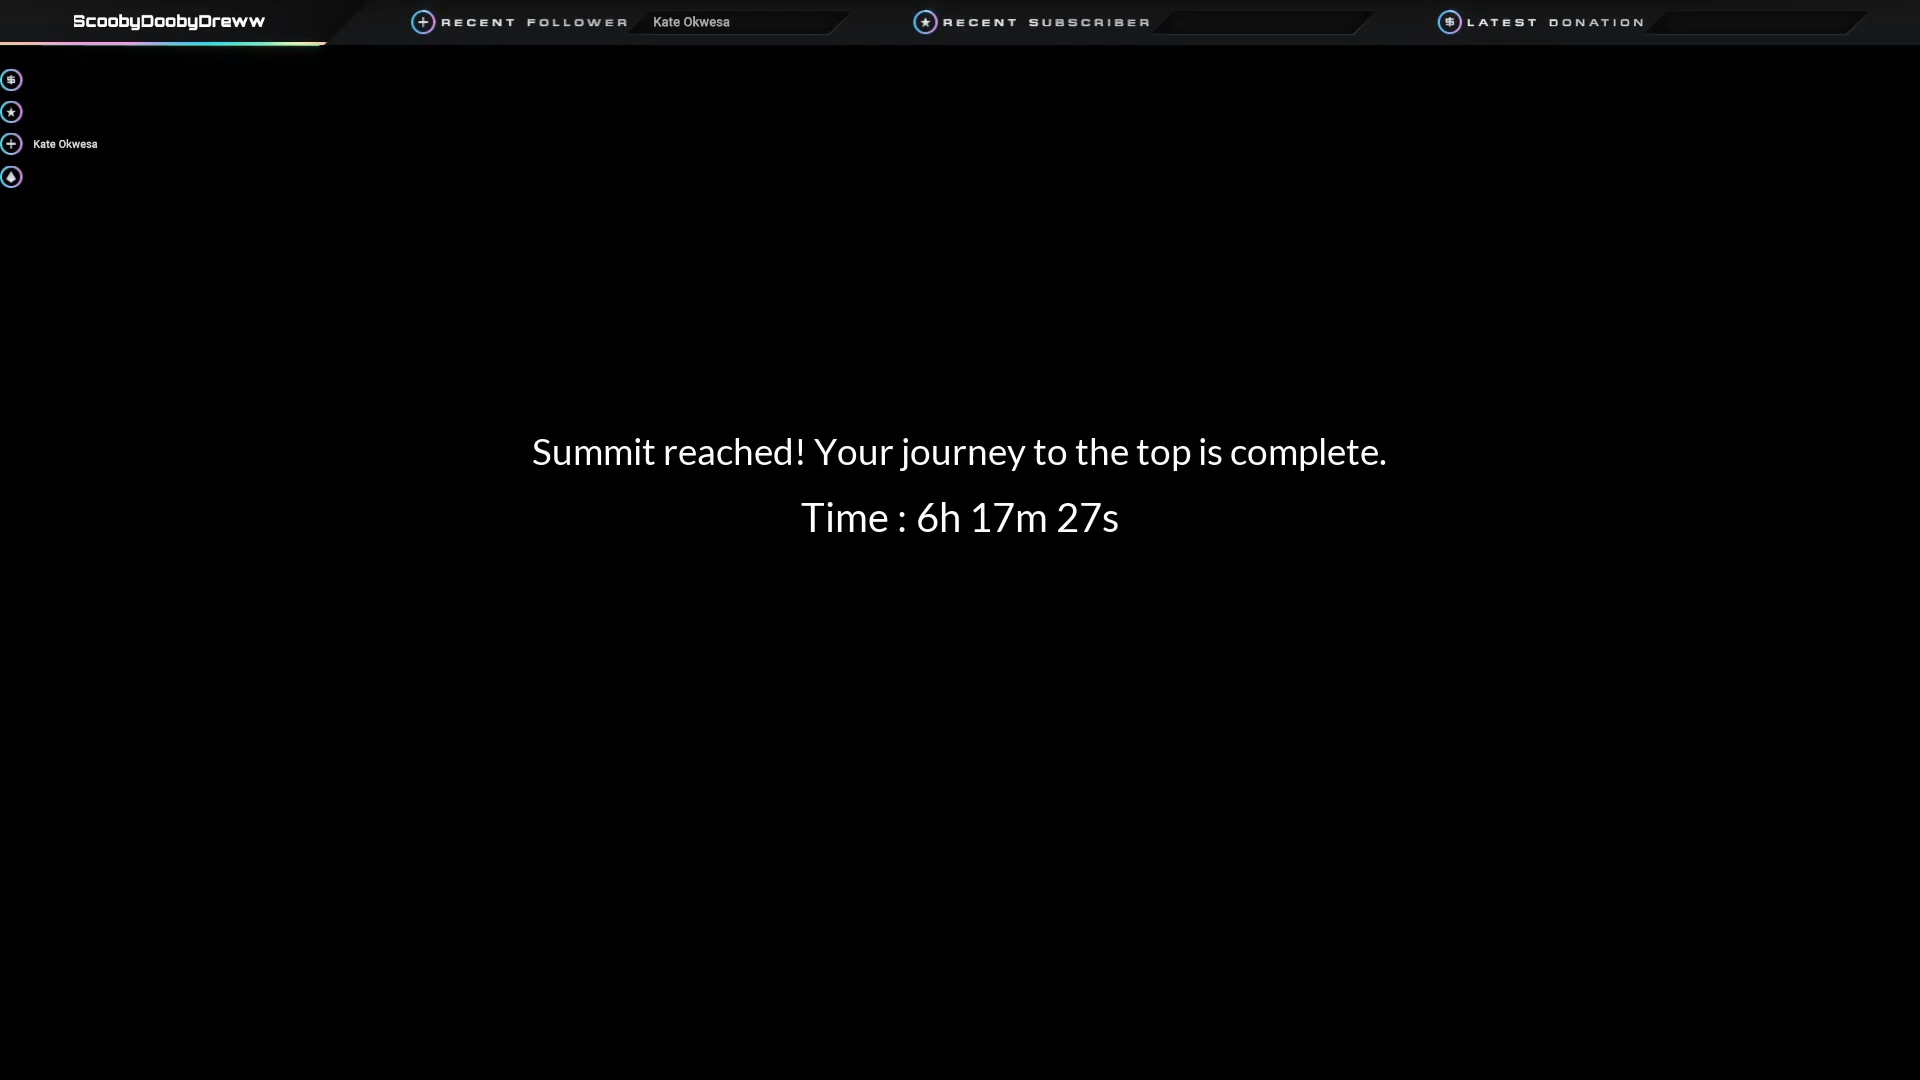 ScoobyDoobyDreww
RECENT FOLLOWER Kate Okwesa
RECENT SUBSCRIBER
LATEST DONATION
Kate Okwesa
Summit reached! Your journey to the top is complete.
Time : 6h 17m 27s